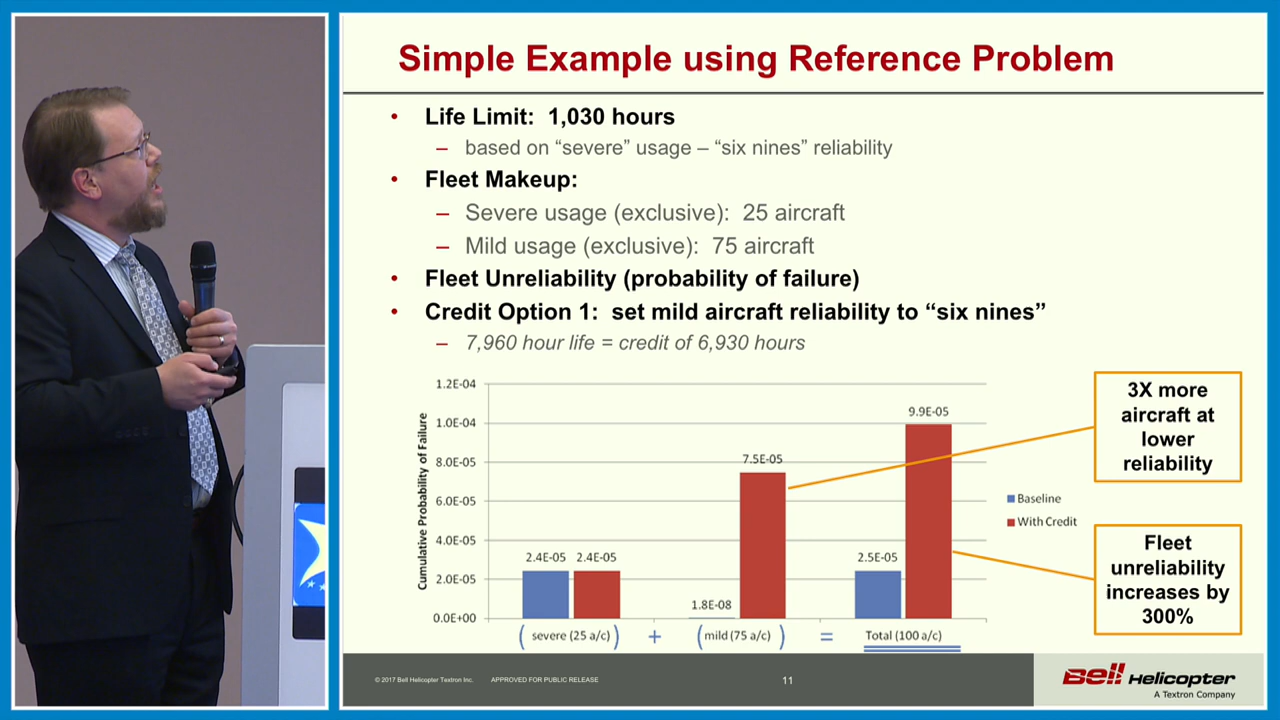 Simple Example using Reference Problem
• Life Limit: 1,030 hours
– based on “severe” usage – “six nines” reliability
• Fleet Makeup:
– Severe usage (exclusive): 25 aircraft
– Mild usage (exclusive): 75 aircraft
• Fleet Unreliability (probability of failure)
• Credit Option 1: set mild aircraft reliability to “six nines”
– 7,960 hour life = credit of 6,930 hours
Cumulative Probability of Failure
1.2E-04
1.0E-04
8.0E-05
6.0E-05
4.0E-05
2.0E-05
0.0E+00
2.4E-05 2.4E-05
1.8E-08
7.5E-05
2.5E-05
9.9E-05
( severe (25 a/c) ) + ( mild (75 a/c) ) = Total (100 a/c)
Baseline
With Credit
3X more
aircraft at
lower
reliability
Fleet
unreliability
increases by
300%
© 2017 Bell Helicopter Textron Inc. APPROVED FOR PUBLIC RELEASE 11
Bell Helicopter
A Textron Company